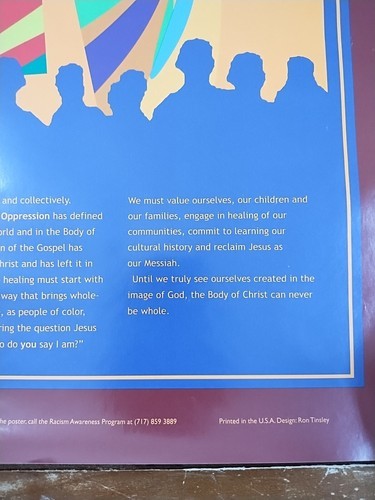 and collectively.
Oppression has defined
orld and in the Body of
n of the Gospel has
hrist and has left it in
healing must start with
way that brings whole-
, as people of color,
ring the question Jesus
o do you say I am?"
We must value ourselves, our children and
our families, engage in healing of our
communities, commit to learning our
cultural history and reclaim Jesus as
our Messiah.
Until we truly see ourselves created in the
image of God, the Body of Christ can never
be whole.
he poster, call the Racism Awareness Program at (717) 859 3889
Printed in the U.S.A. Design: Ron Tinsley